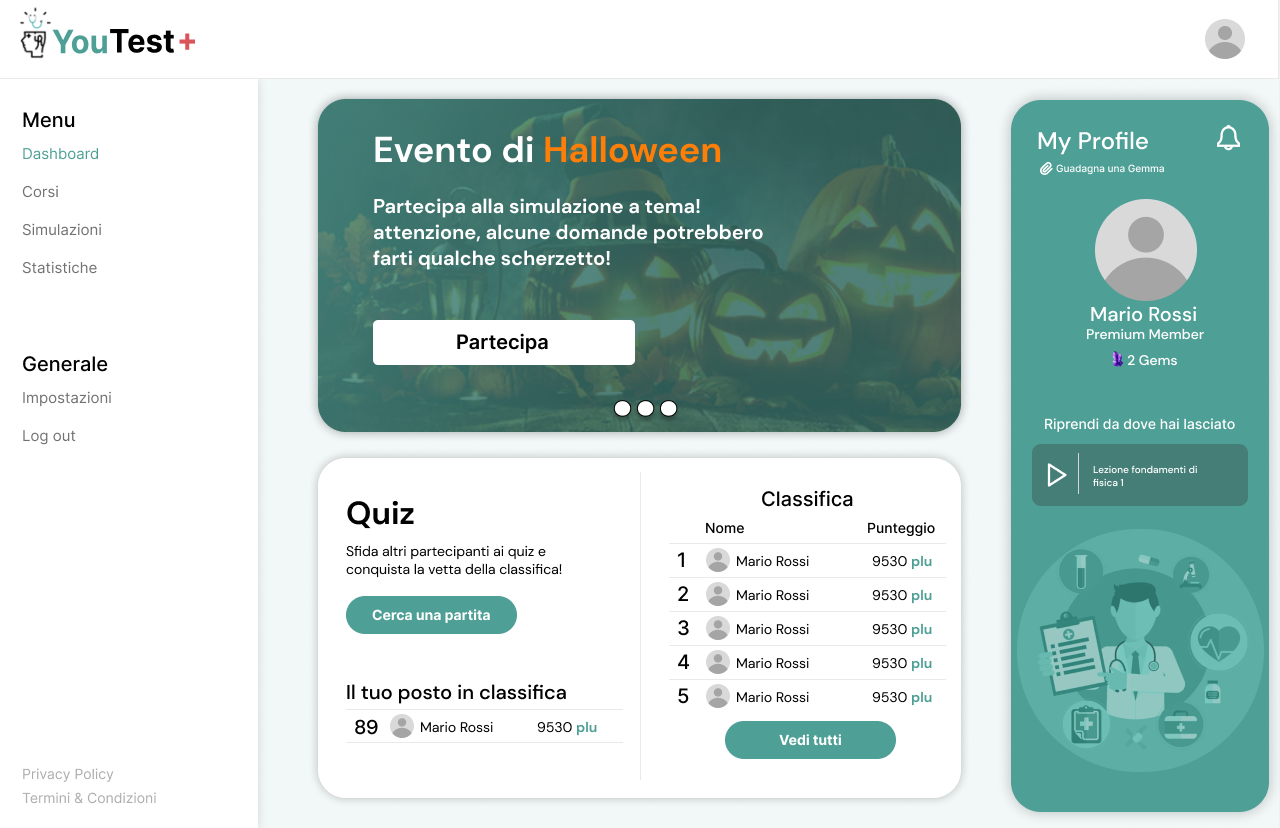 YouTest+
Menu
Dashboard
Corsi
Simulazioni
Statistiche
Generale
Impostazioni
Log out
Privacy Policy
Termini & Condizioni
Evento di Halloween
Partecipa alla simulazione a tema!
attenzione, alcune domande potrebbero
farti qualche scherzetto!
Partecipa
Quiz
Sfida altri partecipanti ai quiz e
conquista la vetta della classifica!
Cerca una partita
Il tuo posto in classifica
89 Mario Rossi 9530 plu
Classifica
Nome Punteggio
1 Mario Rossi 9530 plu
2 Mario Rossi 9530 plu
3 Mario Rossi 9530 plu
4 Mario Rossi 9530 plu
5 Mario Rossi 9530 plu
Vedi tutti
My Profile
Guadagna una Gemma
Mario Rossi
Premium Member
2 Gems
Riprendi da dove hai lasciato
Lezione fondamenti di
fisica 1